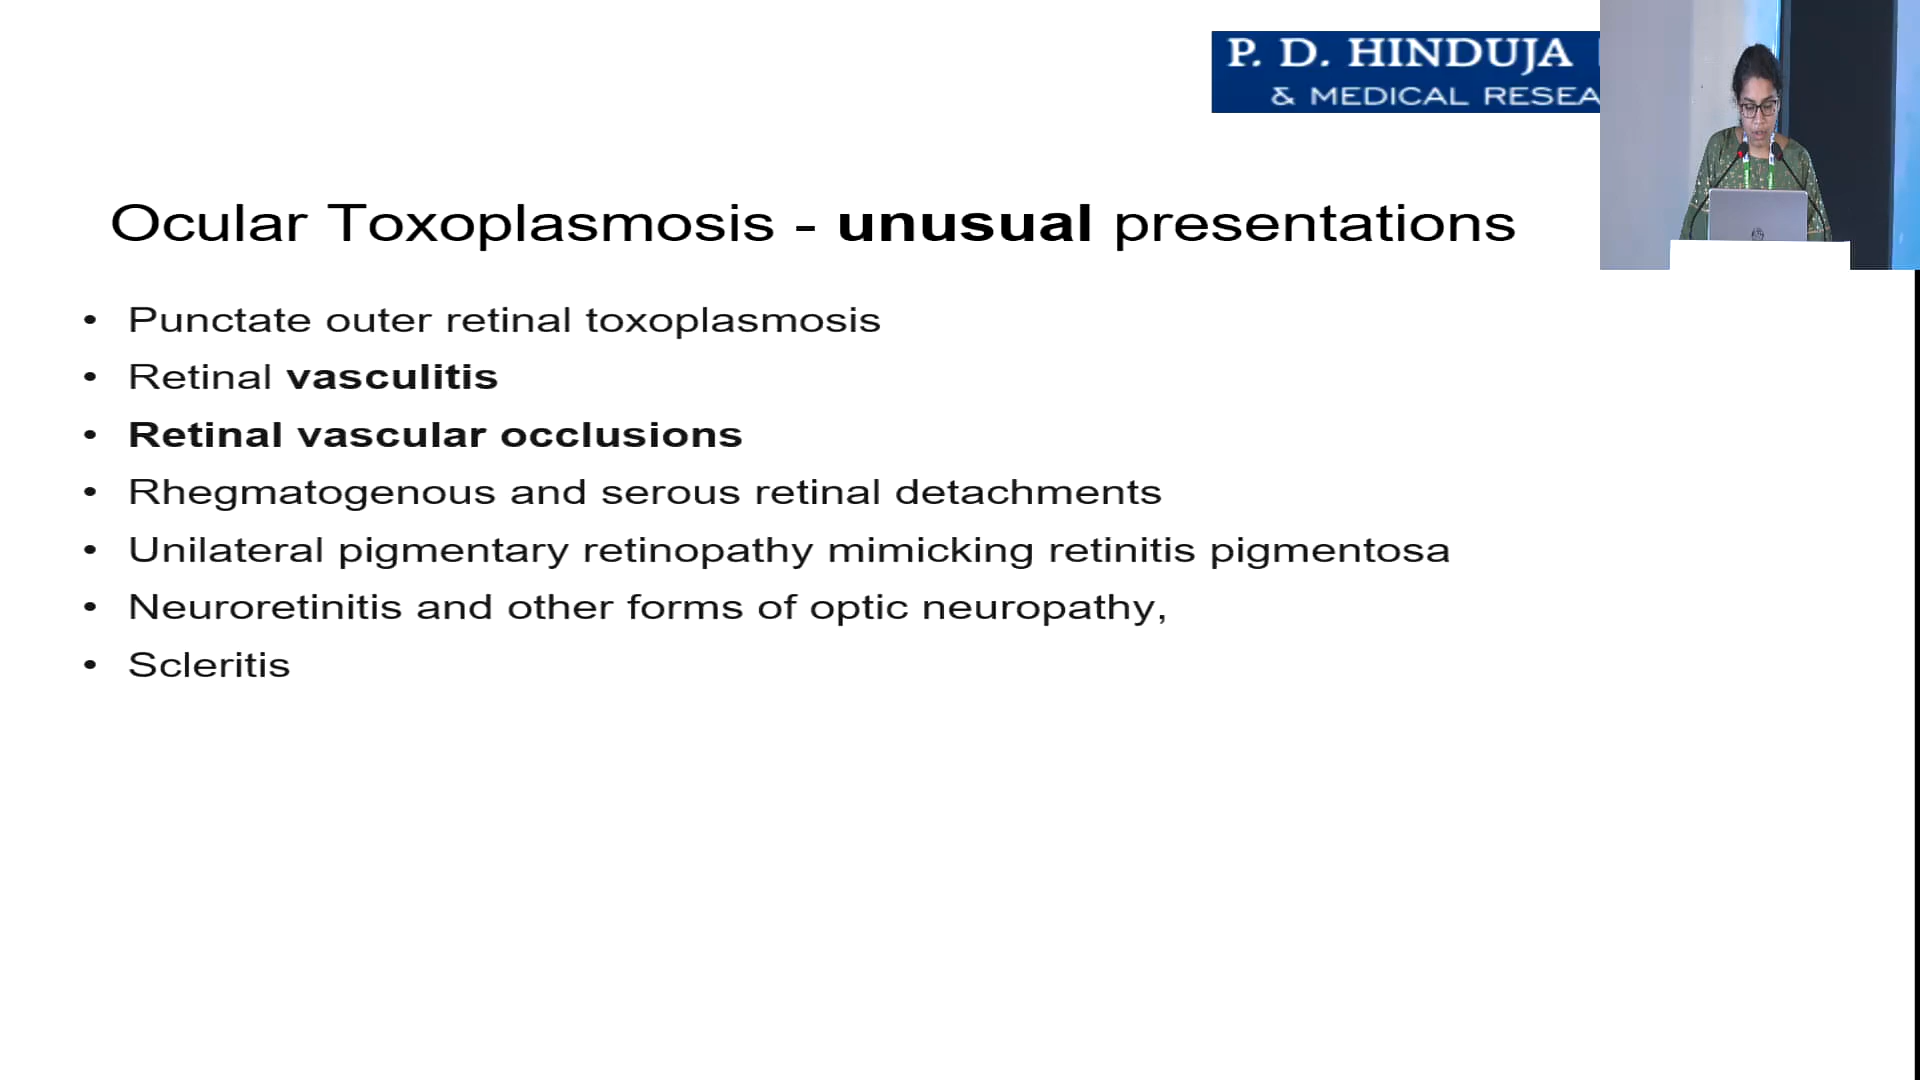 P. D. HINDUJA
& MEDICAL
Ocular Toxoplasmosis - unusual presentations
• Punctate outer retinal toxoplasmosis
• Retinal vasculitis
• Retinal vascular occlusions
• Rhegmatogenous and serous retinal detachments
• Unilateral pigmentary retinopathy mimicking retinitis pigmentosa
• Neuroretinitis and other forms of optic neuropathy,
• Scleritis